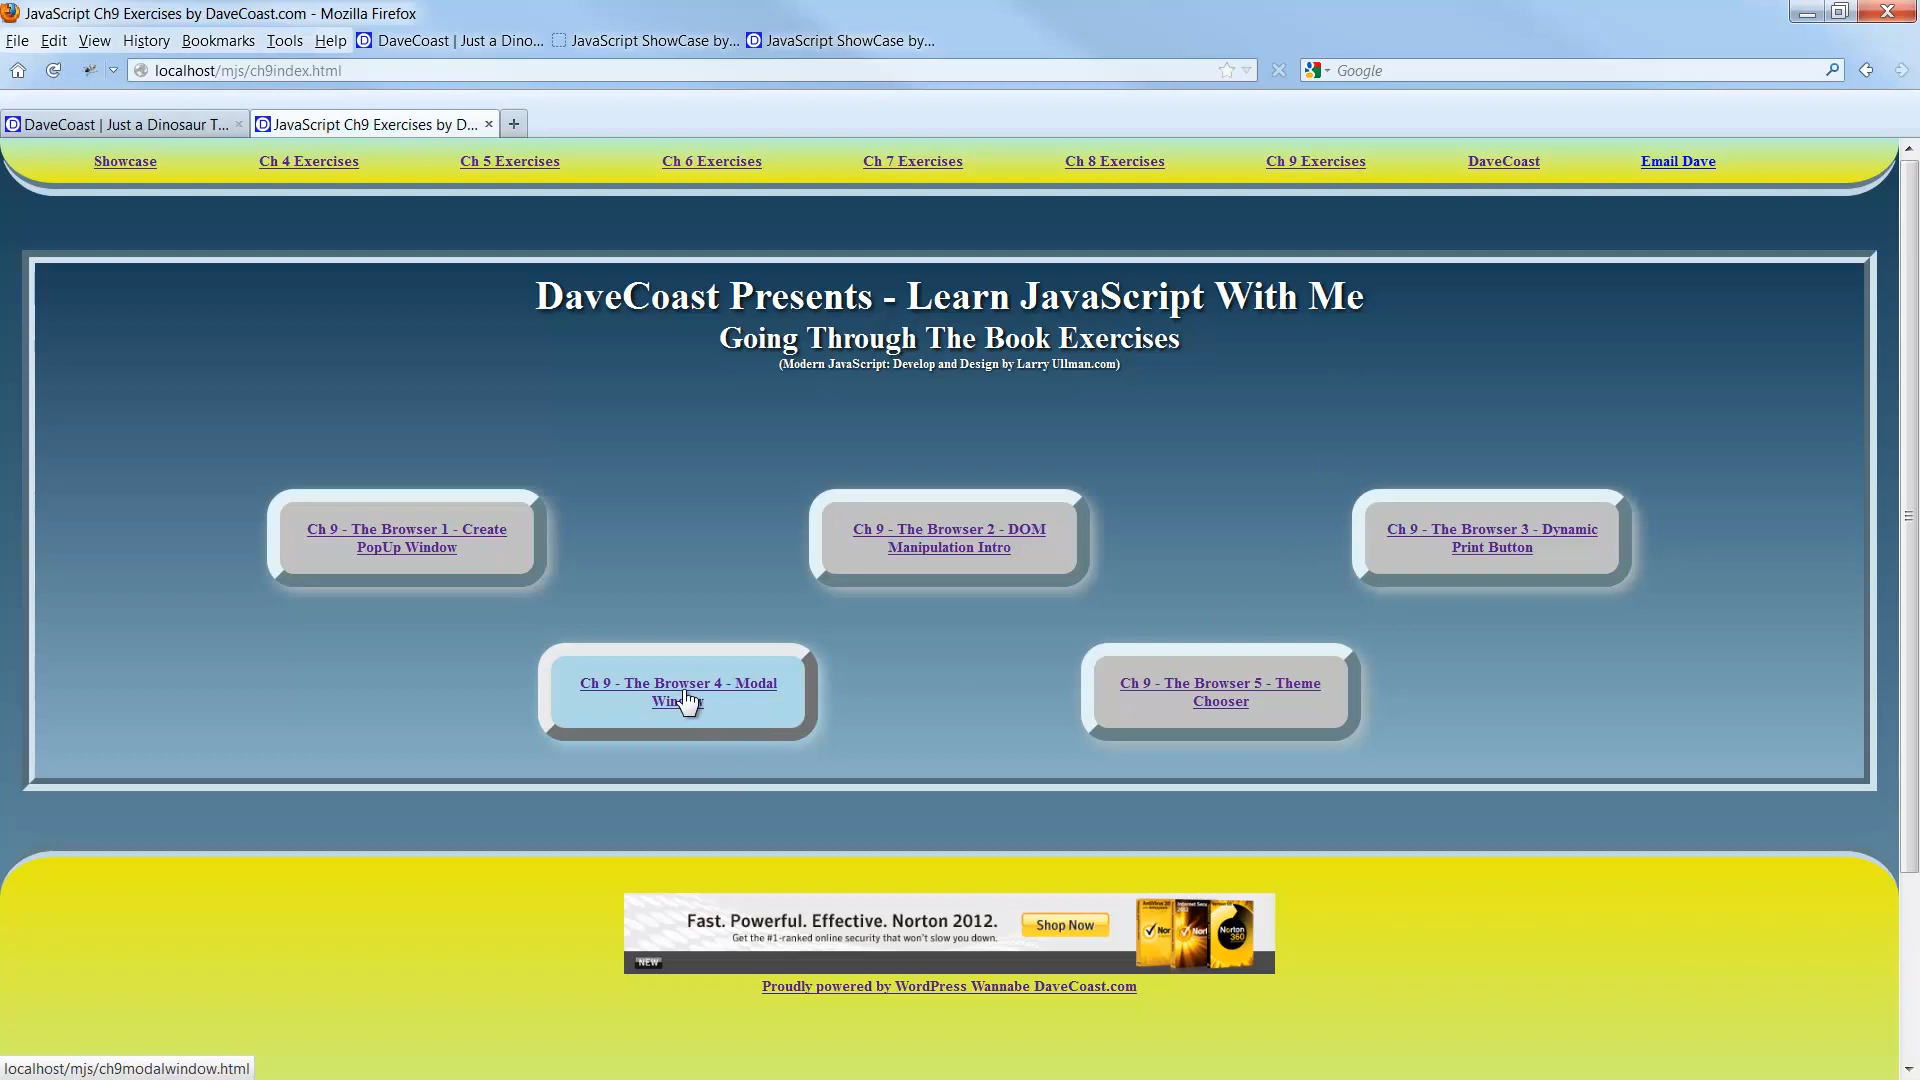 JavaScript Ch9 Exercises by DaveCoast.com - Mozilla Firefox
File Edit View History Bookmarks Tools Help DaveCoast | Just a Dino... JavaScript ShowCase by... JavaScript ShowCase by...
localhost/mjs/ch9index.html Google
DaveCoast | Just a Dinosaur T... JavaScript Ch9 Exercises by D...
Showcase Ch 4 Exercises Ch 5 Exercises Ch 6 Exercises Ch 7 Exercises Ch 8 Exercises Ch 9 Exercises DaveCoast Email Dave
DaveCoast Presents - Learn JavaScript With Me
Going Through The Book Exercises
(Modern JavaScript: Develop and Design by Larry Ullman.com)
Ch 9 - The Browser 1 - Create
PopUp Window
Ch 9 - The Browser 2 - DOM
Manipulation Intro
Ch 9 - The Browser 3 - Dynamic
Print Button
Ch 9 - The Browser 4 - Modal
Ch 9 - The Browser 5 - Theme
Chooser
Fast. Powerful. Effective. Norton 2012.
Get the #1-ranked online security that won't slow you down.
Shop Now
NEW
Norton
360
Proudly powered by WordPress Wannabe DaveCoast.com
localhost/mjs/ch9modalwindow.html